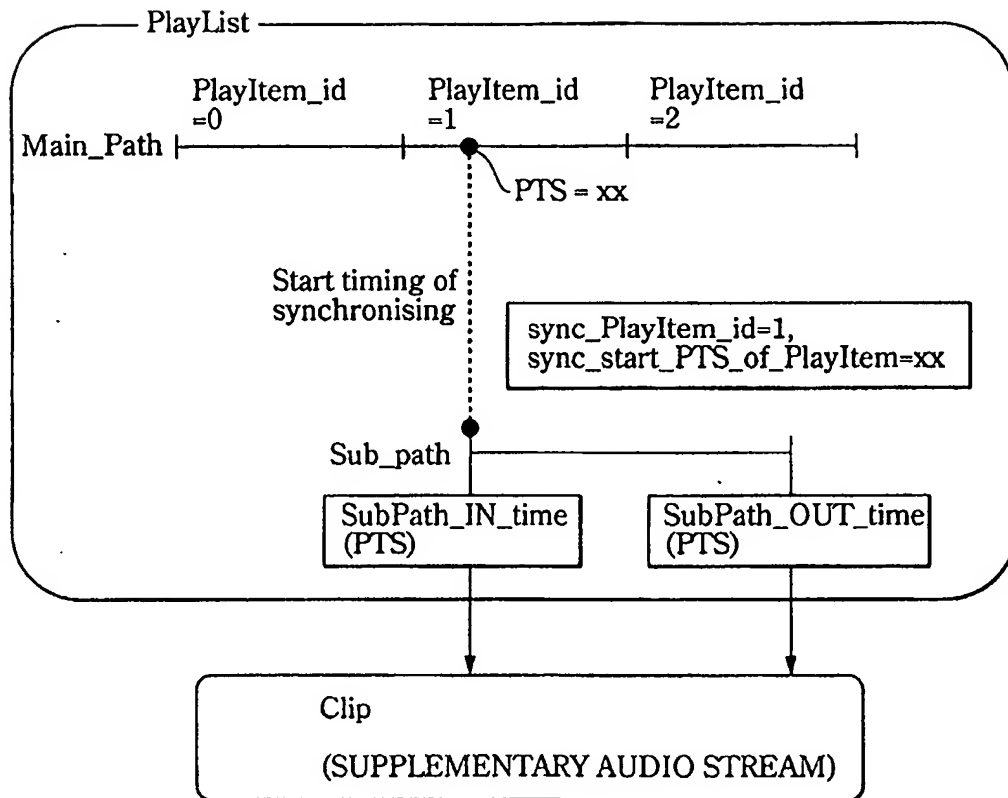 PlayList
PlayItem_id
=0
PlayItem_id
=1
PlayItem_id
=2
Main_Path
PTS = xx
Start timing of
synchronising
sync_PlayItem_id=1,
sync_start_PTS_of_PlayItem=xx
Sub_path
SubPath_IN_time
(PTS)
SubPath_OUT_time
(PTS)
Clip
(SUPPLEMENTARY AUDIO STREAM)